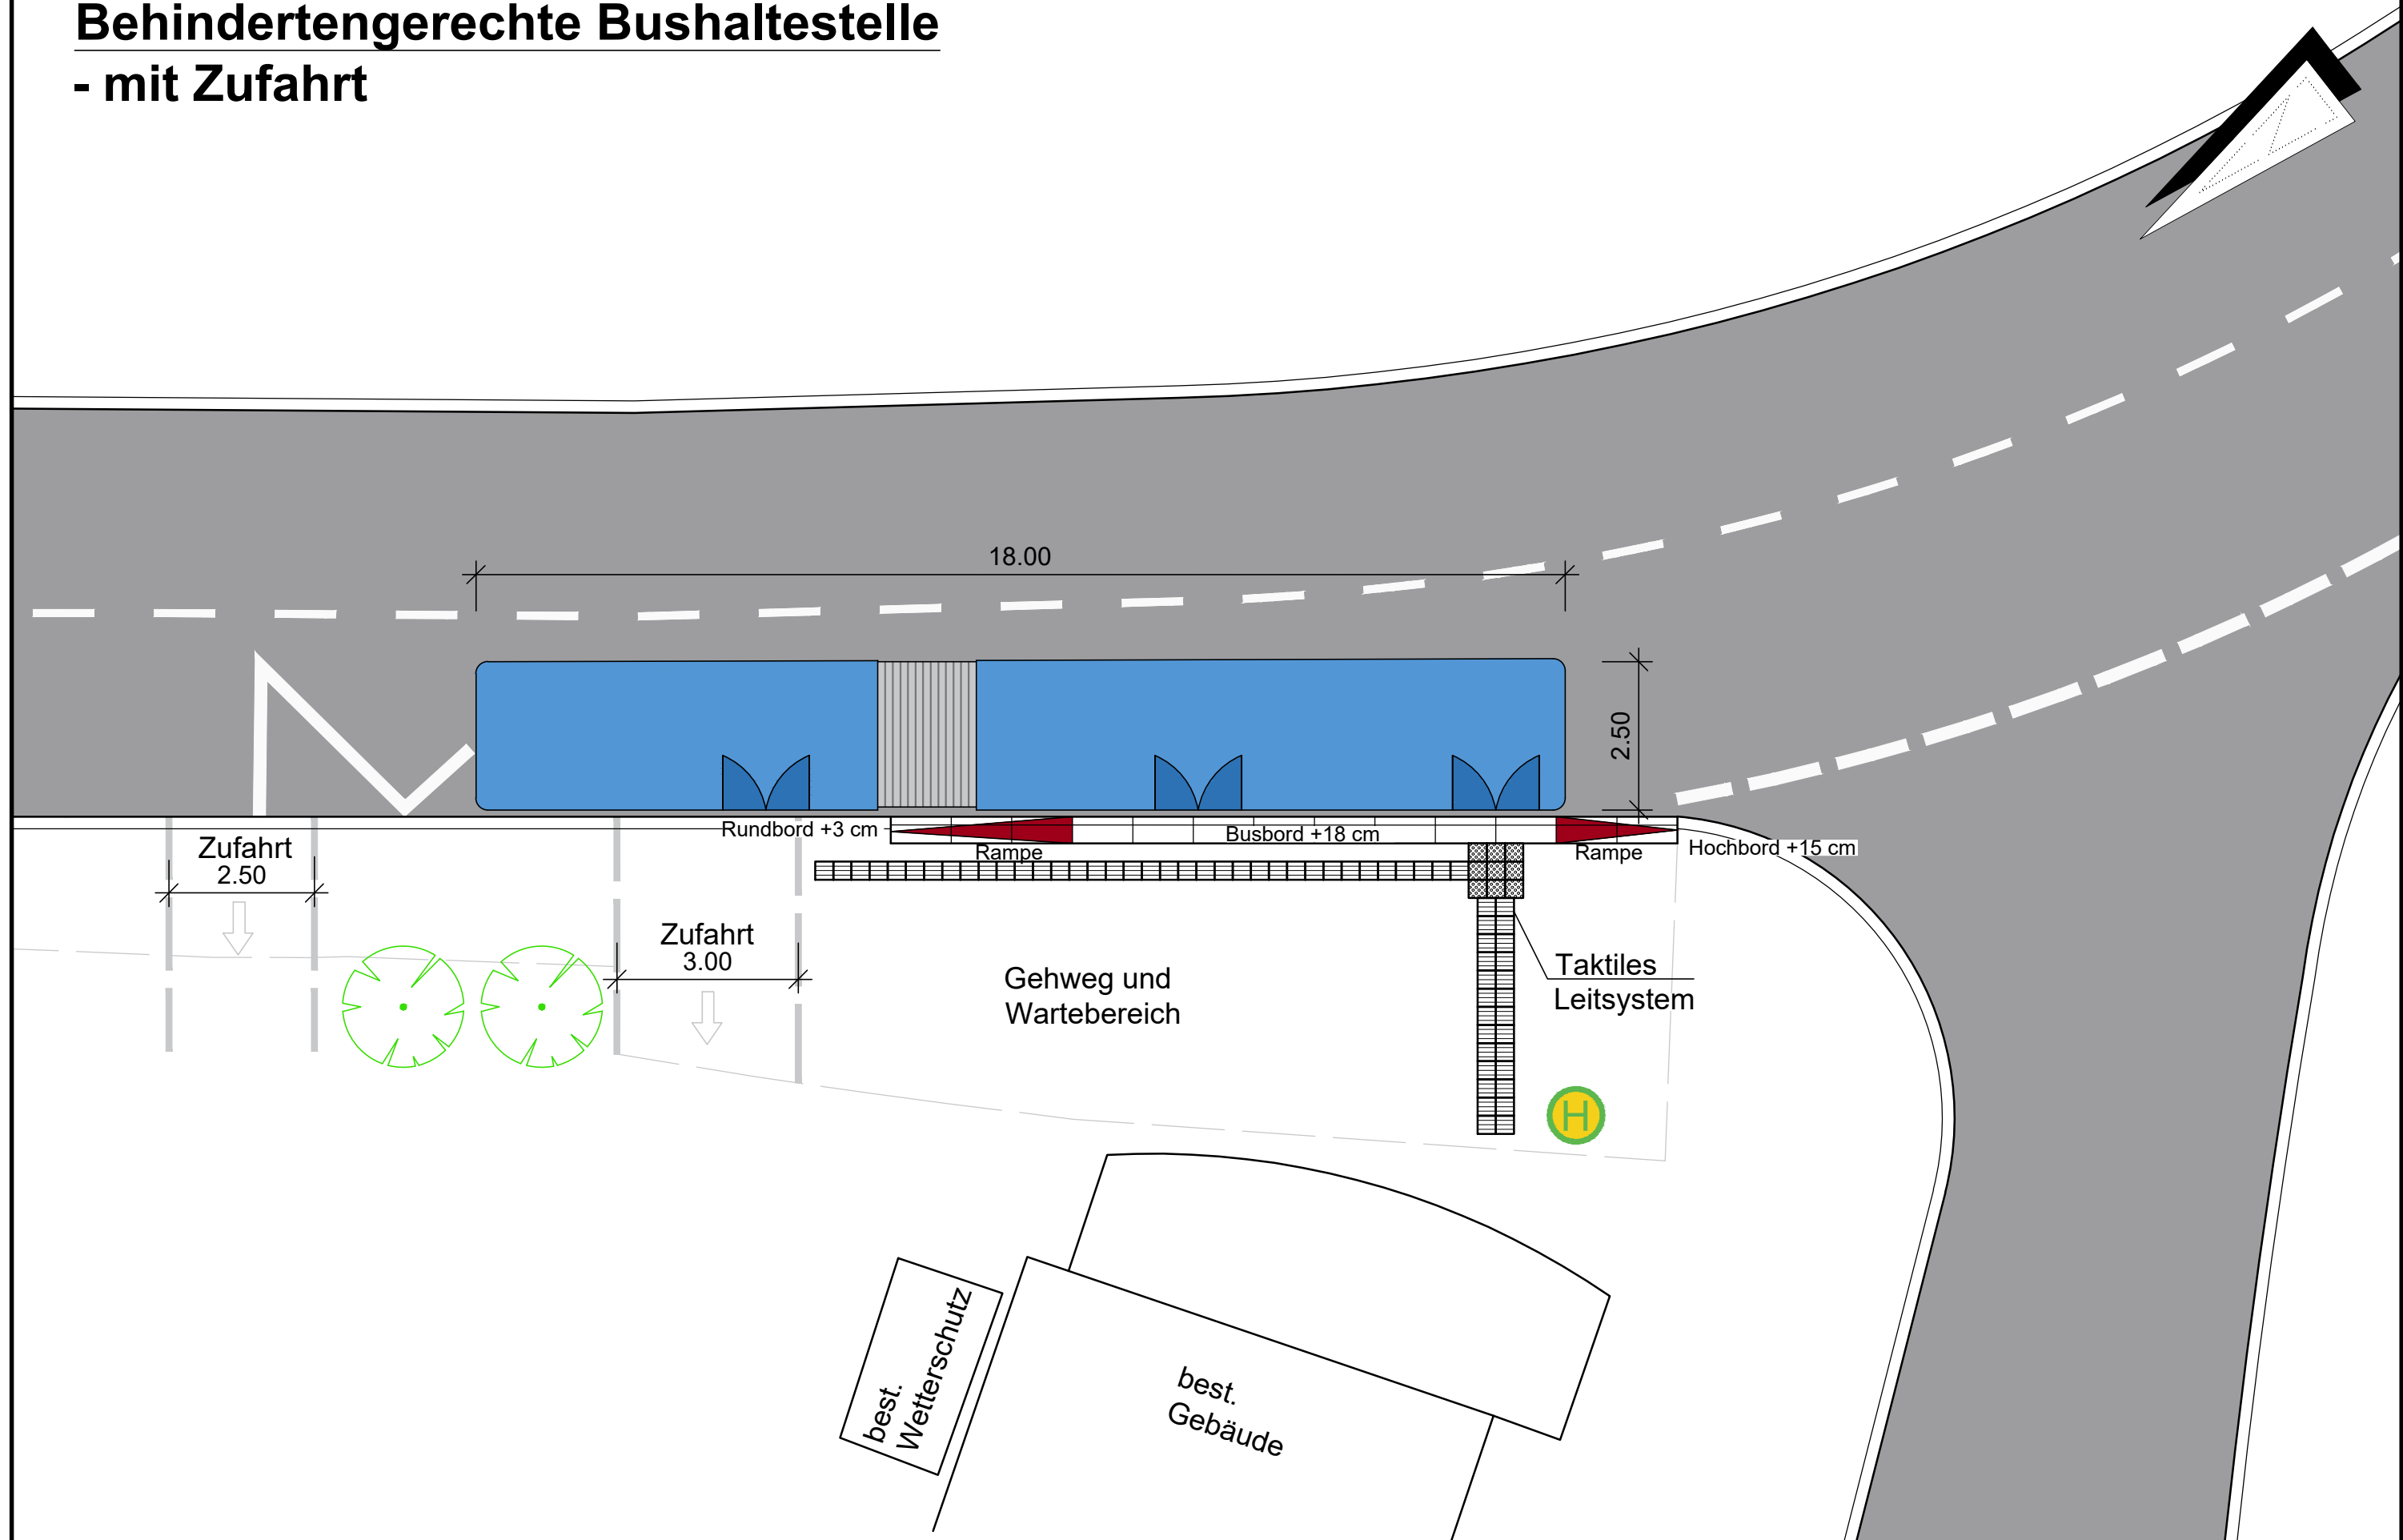 Behindertengerechte Bushaltestelle
- mit Zufahrt
18.00
2.50
Rundbord +3 cm
Busbord +18 cm
Rampe
Rampe
Hochbord +15 cm
Zufahrt
2.50
Zufahrt
3.00
Gehweg und
Wartebereich
Taktiles
Leitsystem
H
best.
Wetterschutz
best.
Gebäude